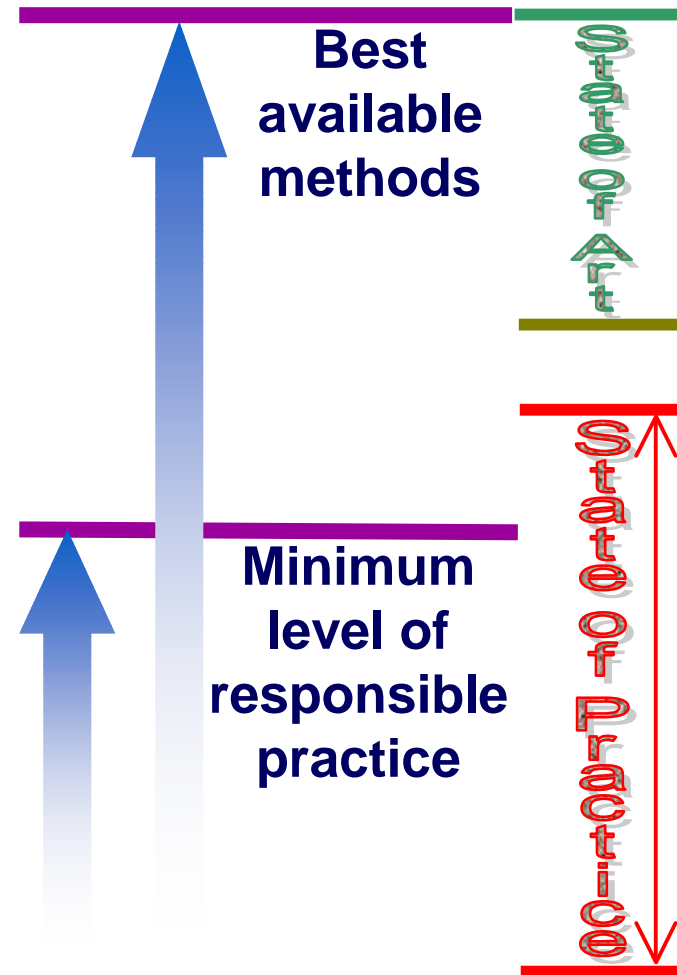 Best
available
methods
State of Art
Minimum
level of
responsible
practice
State of Practice